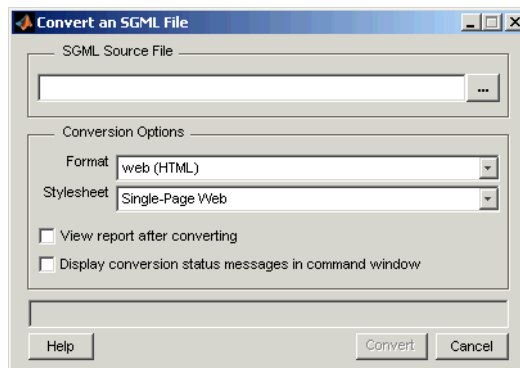 Convert an SGML File
SGML Source File
...
Conversion Options
Format web (HTML)
Stylesheet Single-Page Web
View report after converting
Display conversion status messages in command window
Help Convert Cancel